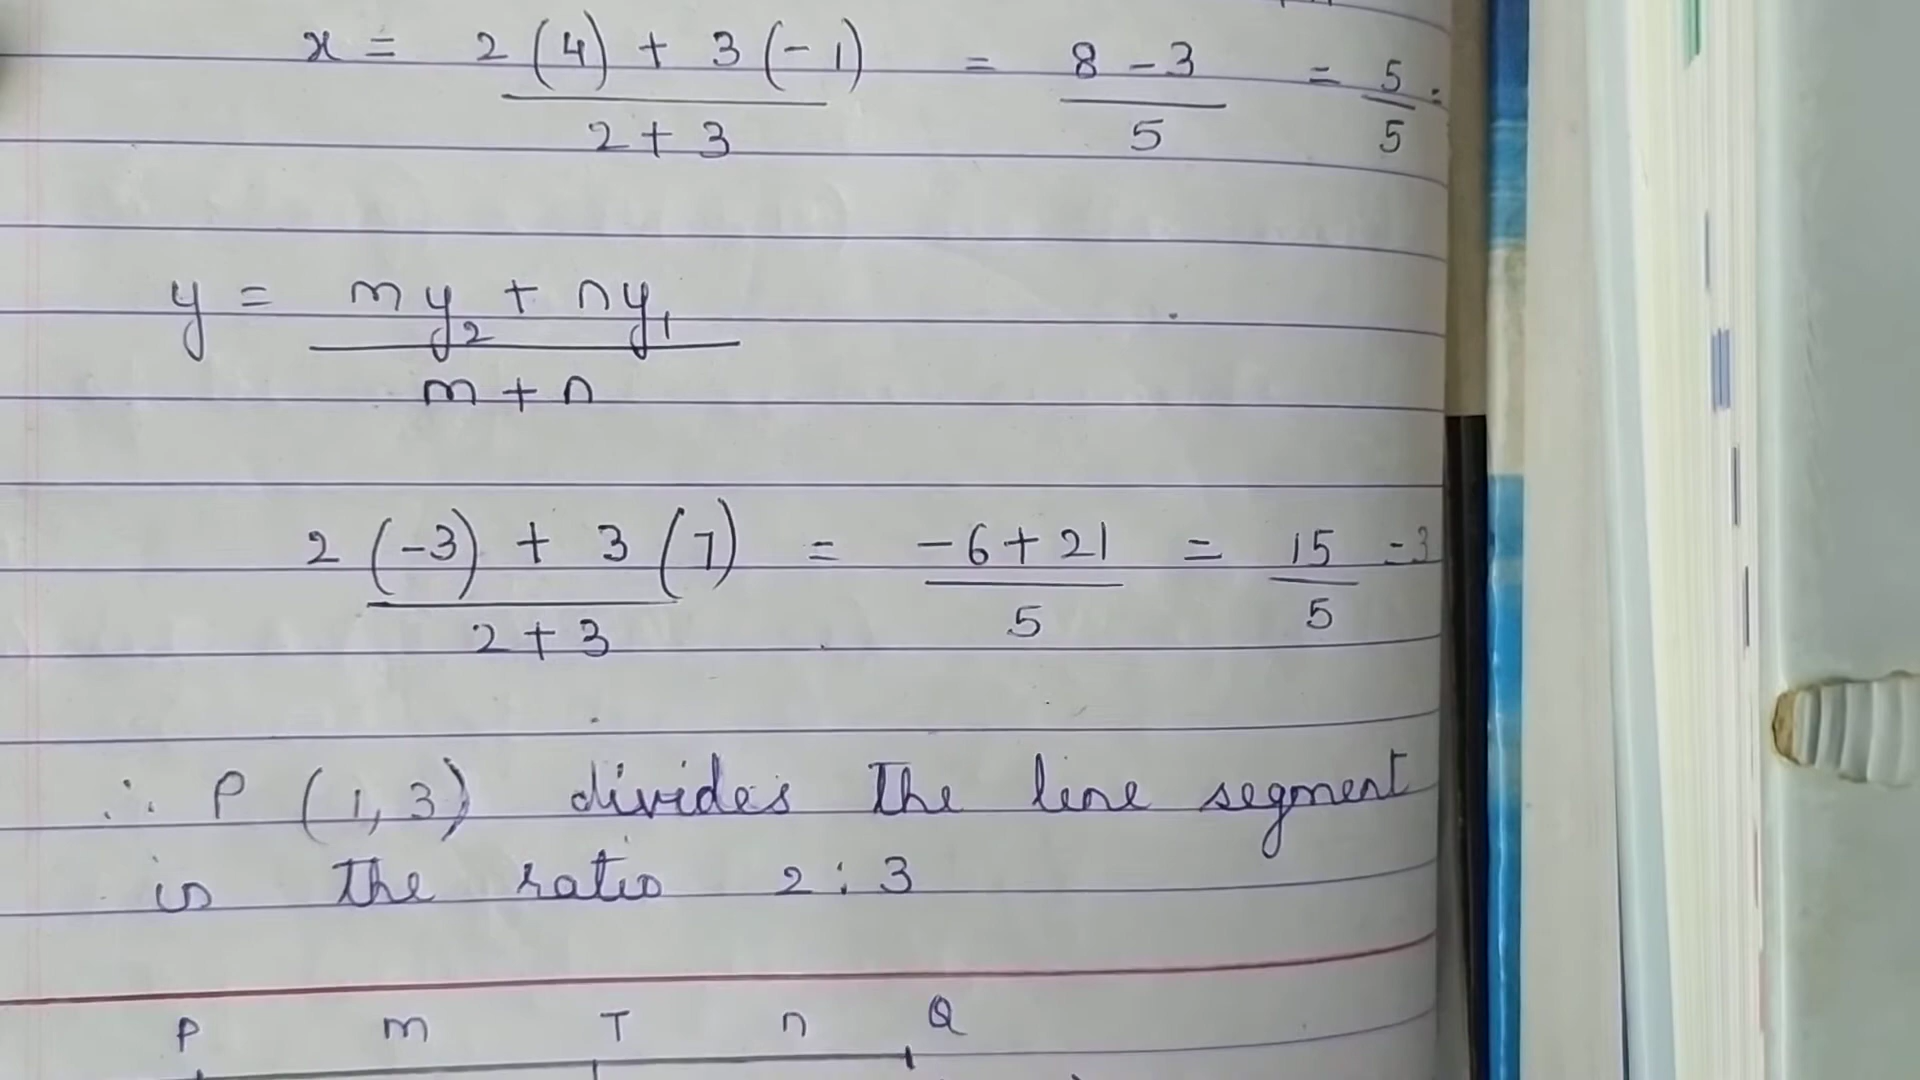 x = 2 (4) + 3 (-1) / 2 + 3 = 8 - 3 / 5 = 5 / 5
y = my₂ + ny₁ / m + n
2 (-3) + 3 (7) / 2 + 3 = -6 + 21 / 5 = 15 / 5 = 3
∴ P (1, 3) divides the line segment
in the ratio 2 : 3
P m T n Q